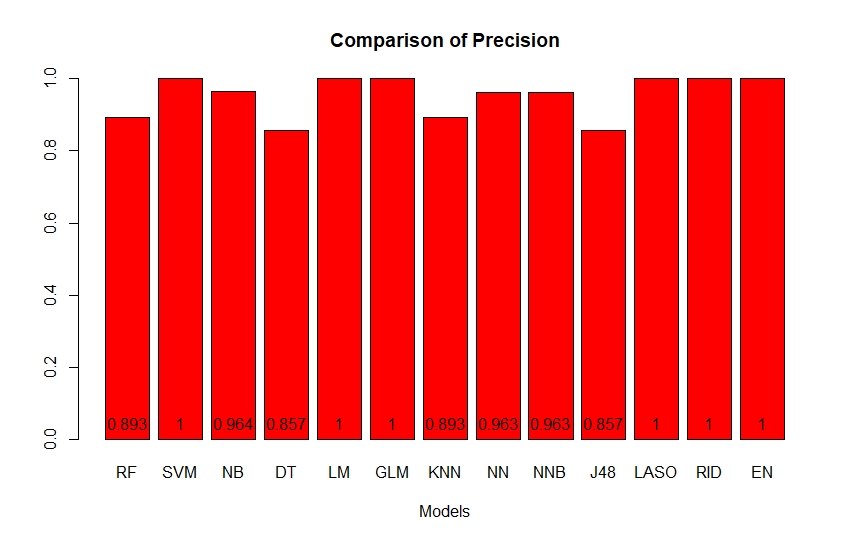 Comparison of Precision
1.0
0.8
0.6
0.4
0.2
0.0
0.893 1 0.964 0.857 1 1 0.893 0.963 0.963 0.857 1 1 1
RF SVM NB DT LM GLM KNN NN NNB J48 LASO RID EN
Models